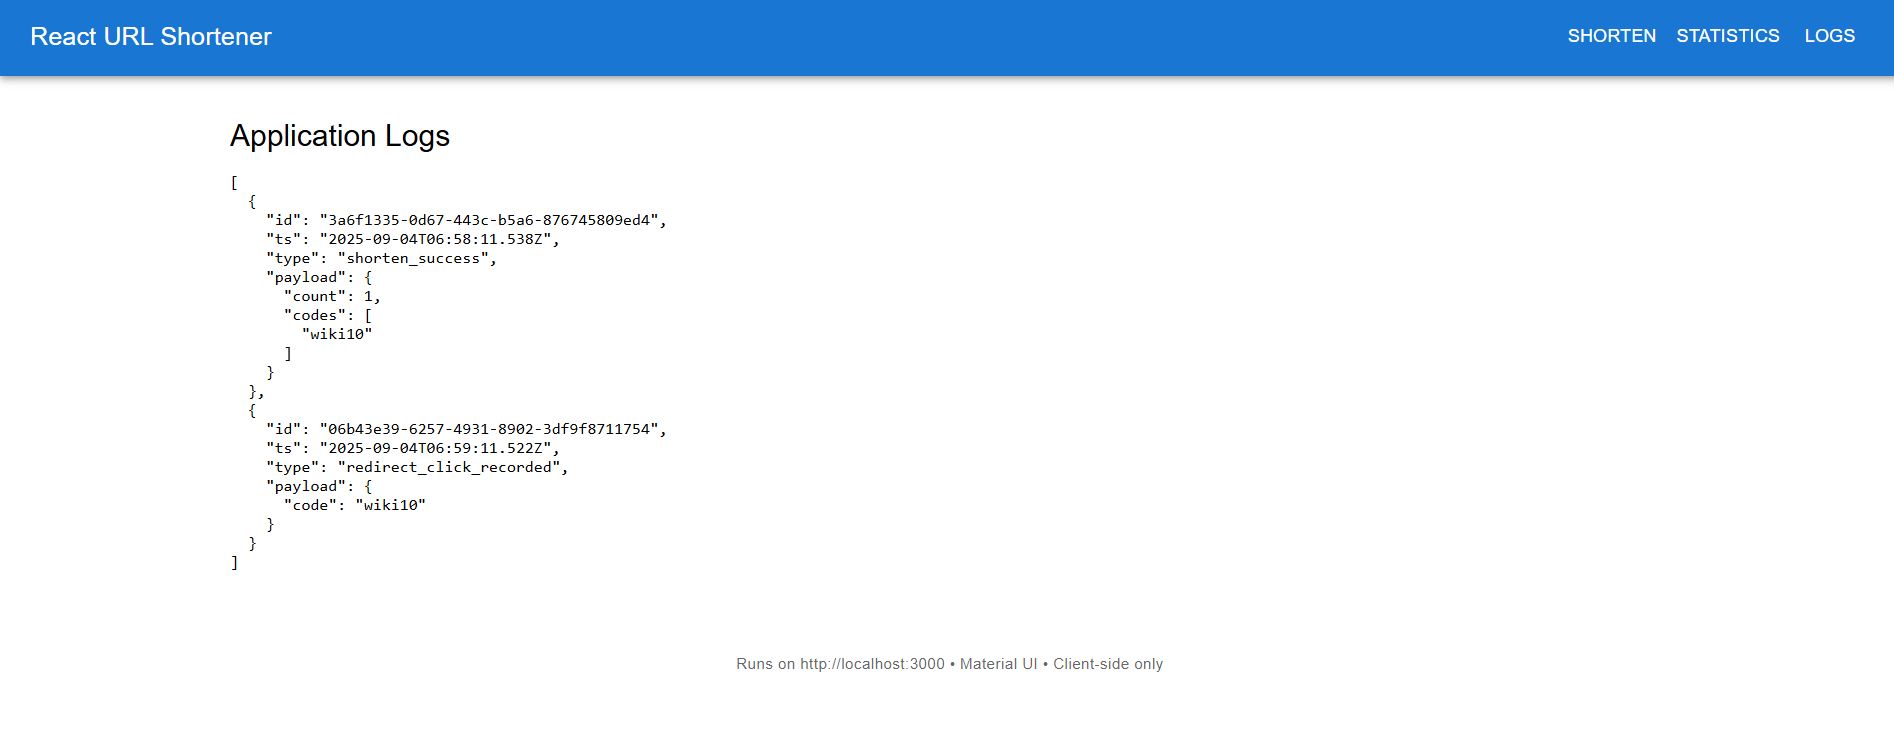 React URL Shortener
SHORTEN STATISTICS LOGS
Application Logs
[
  {
    "id": "3a6f1335-0d67-443c-b5a6-876745809ed4",
    "ts": "2025-09-04T06:58:11.538Z",
    "type": "shorten_success",
    "payload": {
      "count": 1,
      "codes": [
        "wiki10"
      ]
    }
  },
  {
    "id": "06b43e39-6257-4931-8902-3df9f8711754",
    "ts": "2025-09-04T06:59:11.522Z",
    "type": "redirect_click_recorded",
    "payload": {
      "code": "wiki10"
    }
  }
]
Runs on http://localhost:3000 • Material UI • Client-side only